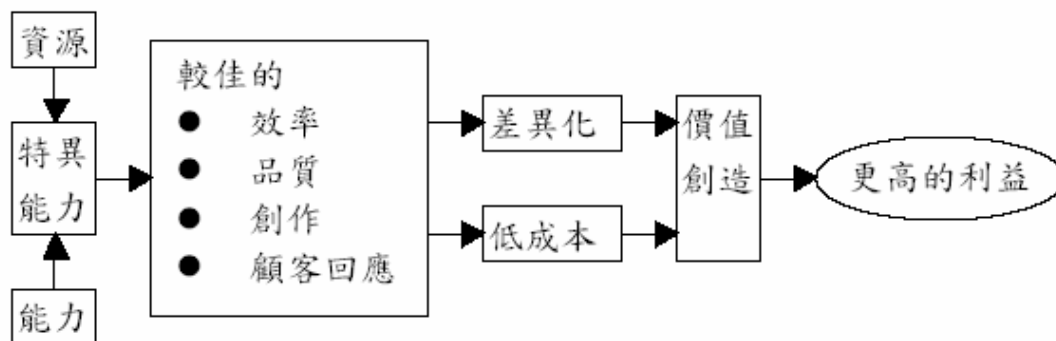 資源
特異
能力
能力
較佳的
● 效率
● 品質
● 創作
● 顧客回應
差異化
低成本
價值
創造
更高的利益